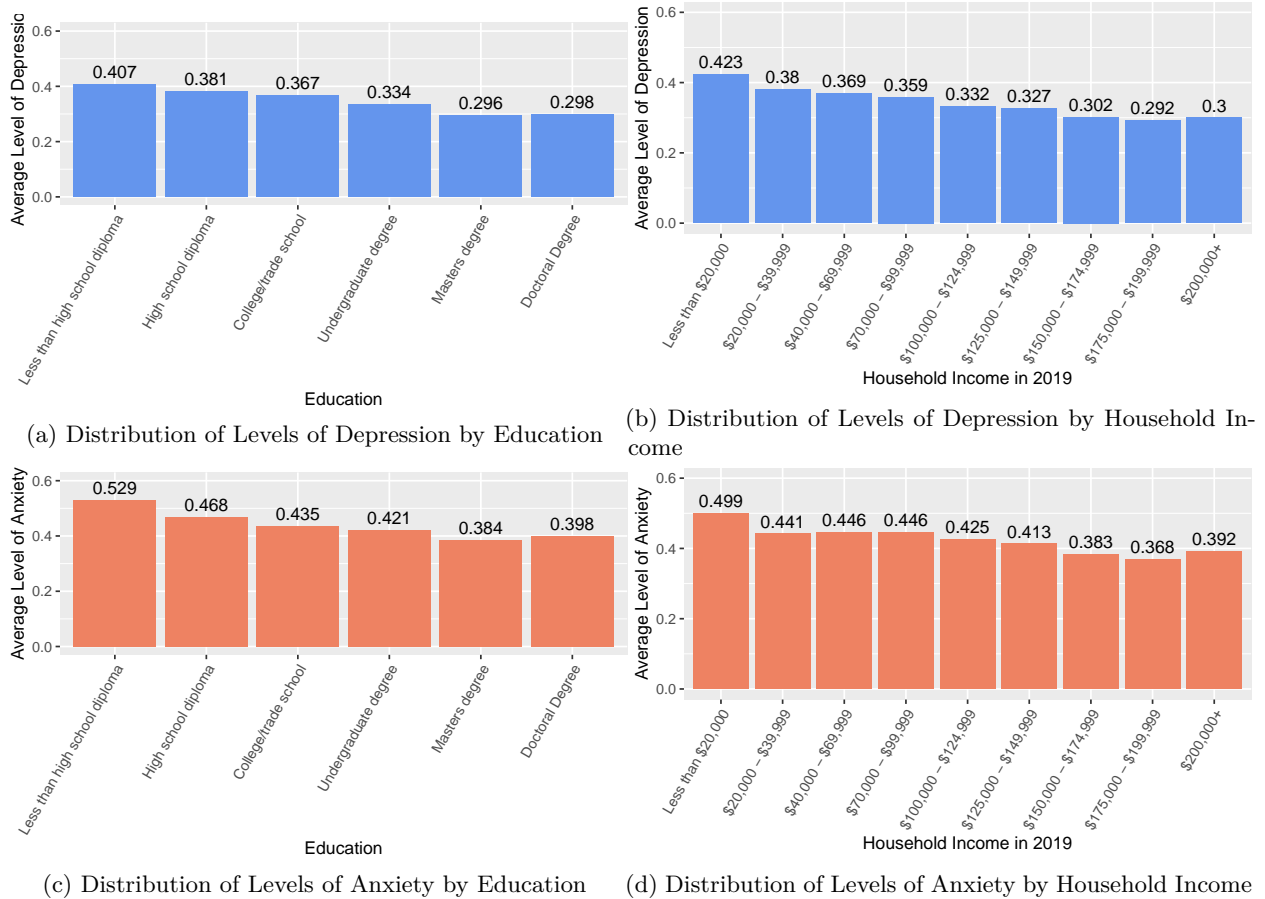 Average Level of Depressic
0.6
0.4
0.2
0.0
0.407
0.381
0.367
0.334
0.296
0.298
Less than high school diploma
High school diploma
College/trade school
Undergraduate degree
Masters degree
Doctoral Degree
Education
(a) Distribution of Levels of Depression by Education
Average Level of Depression
0.6
0.4
0.2
0.0
0.423
0.38
0.369
0.359
0.332
0.327
0.302
0.292
0.3
Less than $20,000
$20,000 – $39,999
$40,000 – $69,999
$70,000 – $99,999
$100,000 – $124,999
$125,000 – $149,999
$150,000 – $174,999
$175,000 – $199,999
$200,000+
Household Income in 2019
(b) Distribution of Levels of Depression by Household In-
come
Average Level of Anxiety
0.6
0.4
0.2
0.0
0.529
0.468
0.435
0.421
0.384
0.398
Less than high school diploma
High school diploma
College/trade school
Undergraduate degree
Masters degree
Doctoral Degree
Education
(c) Distribution of Levels of Anxiety by Education
Average Level of Anxiety
0.6
0.4
0.2
0.0
0.499
0.441
0.446
0.446
0.425
0.413
0.383
0.368
0.392
Less than $20,000
$20,000 – $39,999
$40,000 – $69,999
$70,000 – $99,999
$100,000 – $124,999
$125,000 – $149,999
$150,000 – $174,999
$175,000 – $199,999
$200,000+
Household Income in 2019
(d) Distribution of Levels of Anxiety by Household Income